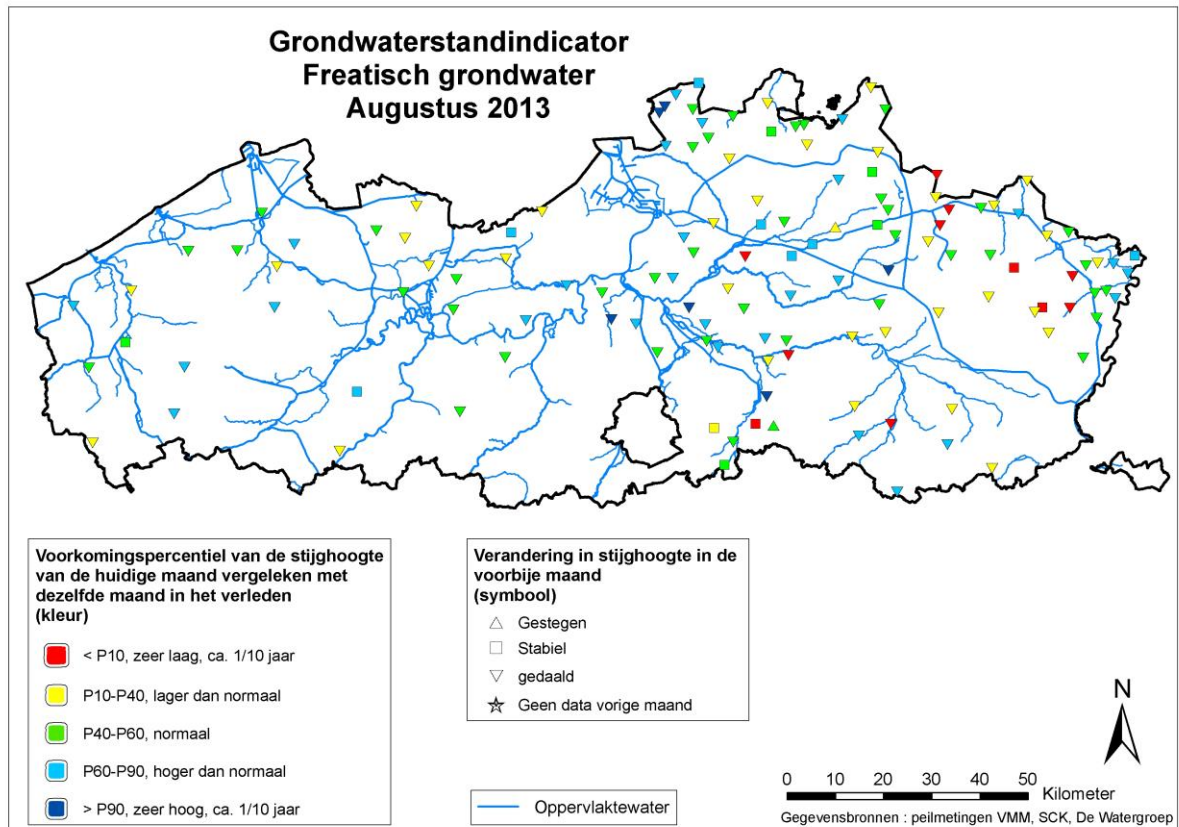 Grondwaterstandindicator
Freatisch grondwater
Augustus 2013
Voorkomingspercentiel van de stijghoogte
van de huidige maand vergeleken met
dezelfde maand in het verleden
(kleur)
< P10, zeer laag, ca. 1/10 jaar
P10-P40, lager dan normaal
P40-P60, normaal
P60-P90, hoger dan normaal
> P90, zeer hoog, ca. 1/10 jaar
Verandering in stijghoogte in de
voorbije maand
(symbool)
Gestegen
Stabiel
gedaald
Geen data vorige maand
Oppervlaktewater
N
0 10 20 30 40 50
Kilometer
Gegevensbronnen : peilmetingen VMM, SCK, De Watergroep